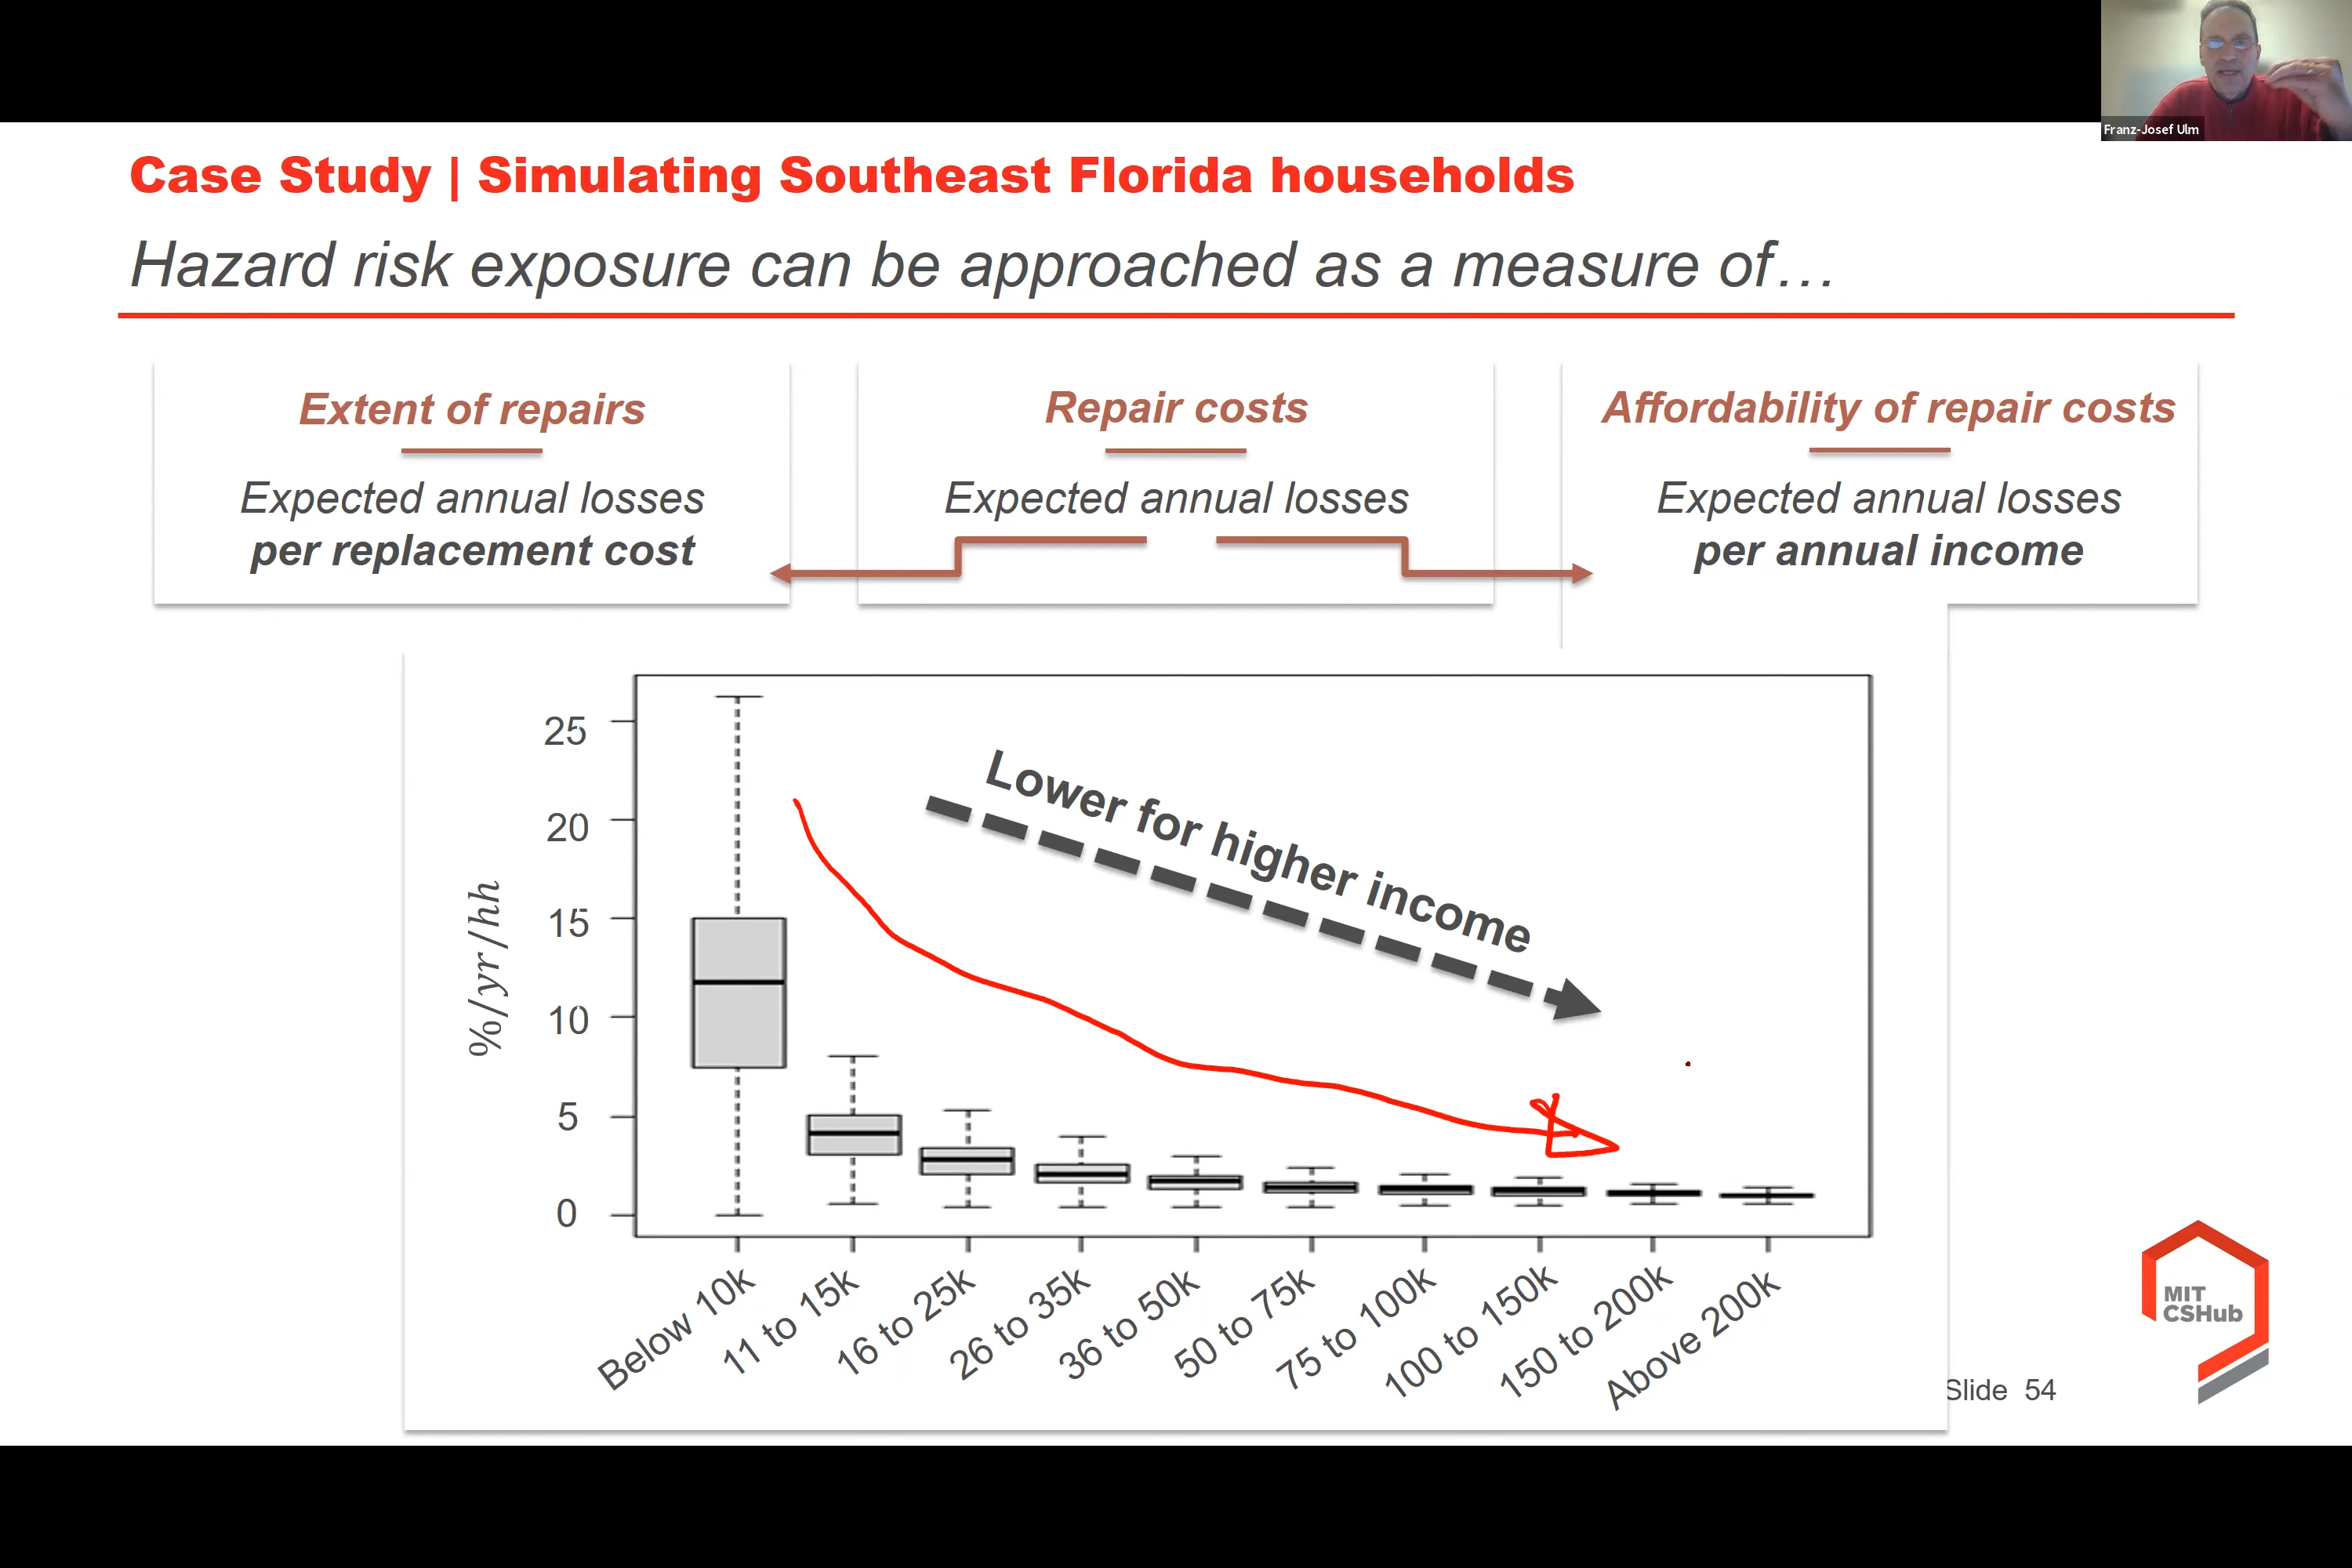 Franz-Josef Ulm
Case Study | Simulating Southeast Florida households
Hazard risk exposure can be approached as a measure of…
Extent of repairs
Expected annual losses
per replacement cost
Repair costs
Expected annual losses
Affordability of repair costs
Expected annual losses
per annual income
%/yr/hh
25
20
15
10
5
0
Lower for higher income
Below 10k
11 to 15k
16 to 25k
26 to 35k
36 to 50k
50 to 75k
75 to 100k
100 to 150k
150 to 200k
Above 200k
MIT
CSHub
Slide 54